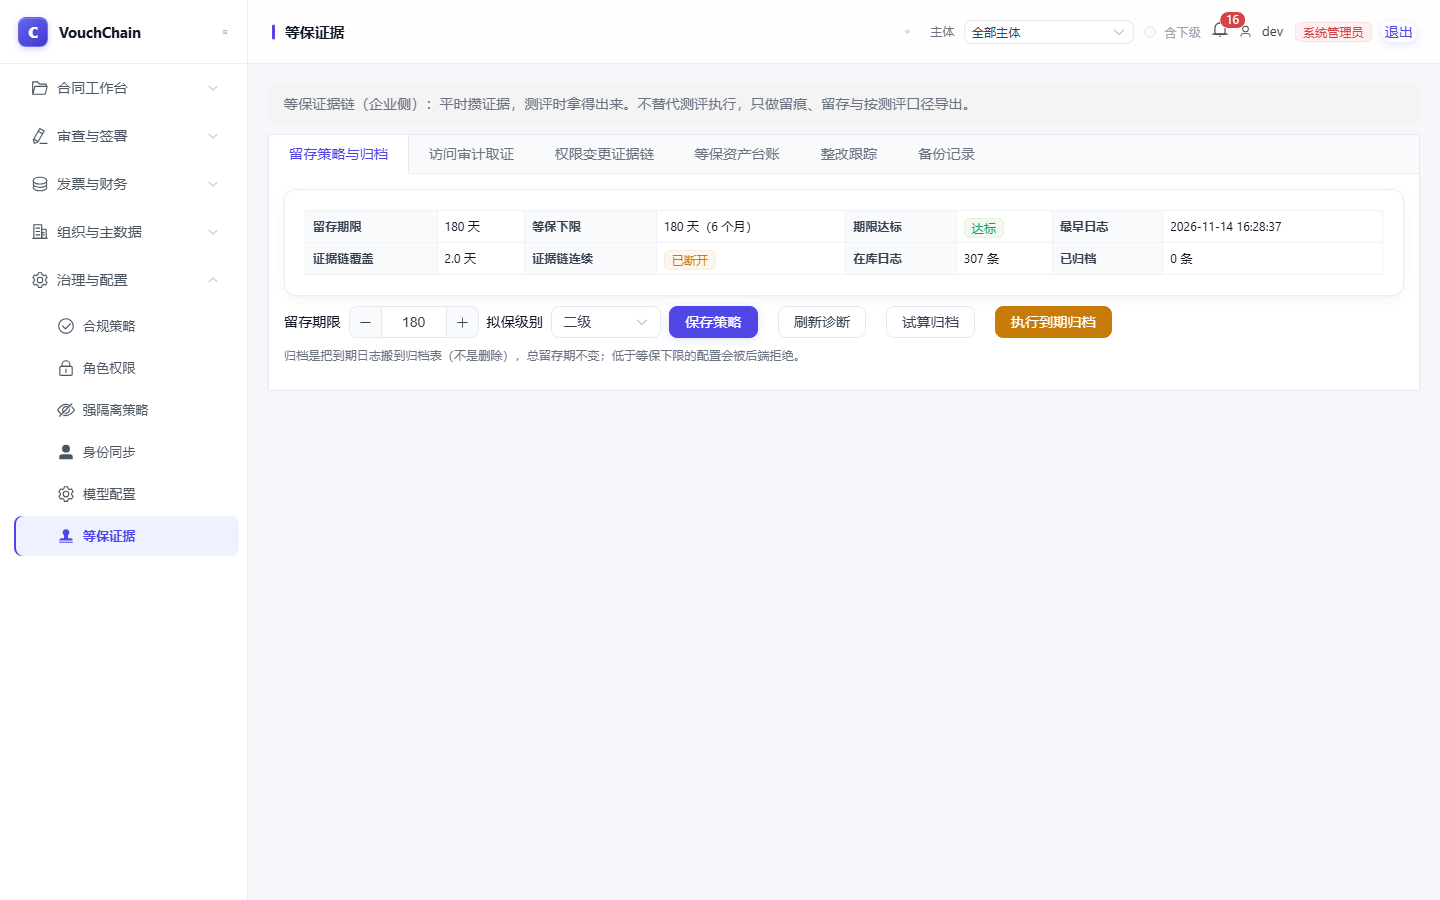 C VouchChain
等保证据
主体 全部主体 含下级 16 dev 系统管理员 退出
合同工作台
审查与签署
发票与财务
组织与主数据
治理与配置
合规策略
角色权限
强隔离策略
身份同步
模型配置
等保证据
等保证据链（企业侧）：平时攒证据，测评时拿得出来。不替代测评执行，只做留痕、留存与按测评口径导出。
留存策略与归档 访问审计取证 权限变更证据链 等保资产台账 整改跟踪 备份记录
留存期限 180 天 等保下限 180 天（6 个月） 期限达标 达标 最早日志 2026-11-14 16:28:37
证据链覆盖 2.0 天 证据链连续 已断开 在库日志 307 条 已归档 0 条
留存期限 180 拟保级别 二级 保存策略 刷新诊断 试算归档 执行到期归档
归档是把到期日志搬到归档表（不是删除），总留存期不变；低于等保下限的配置会被后端拒绝。